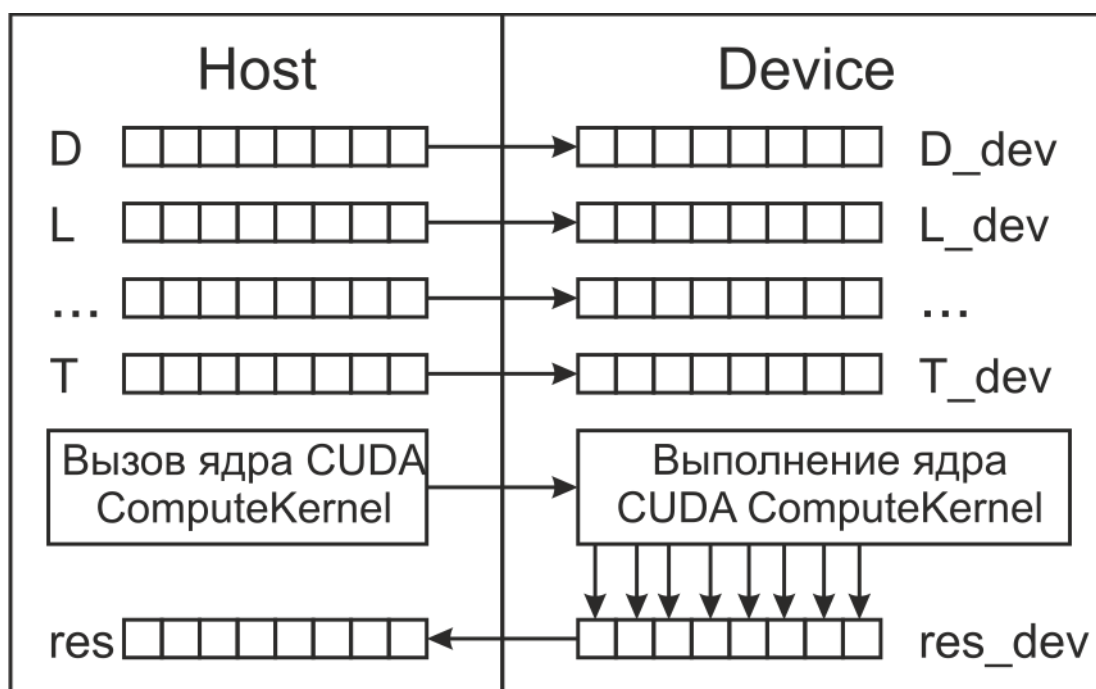 Host
Device
D
D_dev
L
L_dev
...
...
T
T_dev
Вызов ядра CUDA
ComputeKernel
Выполнение ядра
CUDA ComputeKernel
res
res_dev